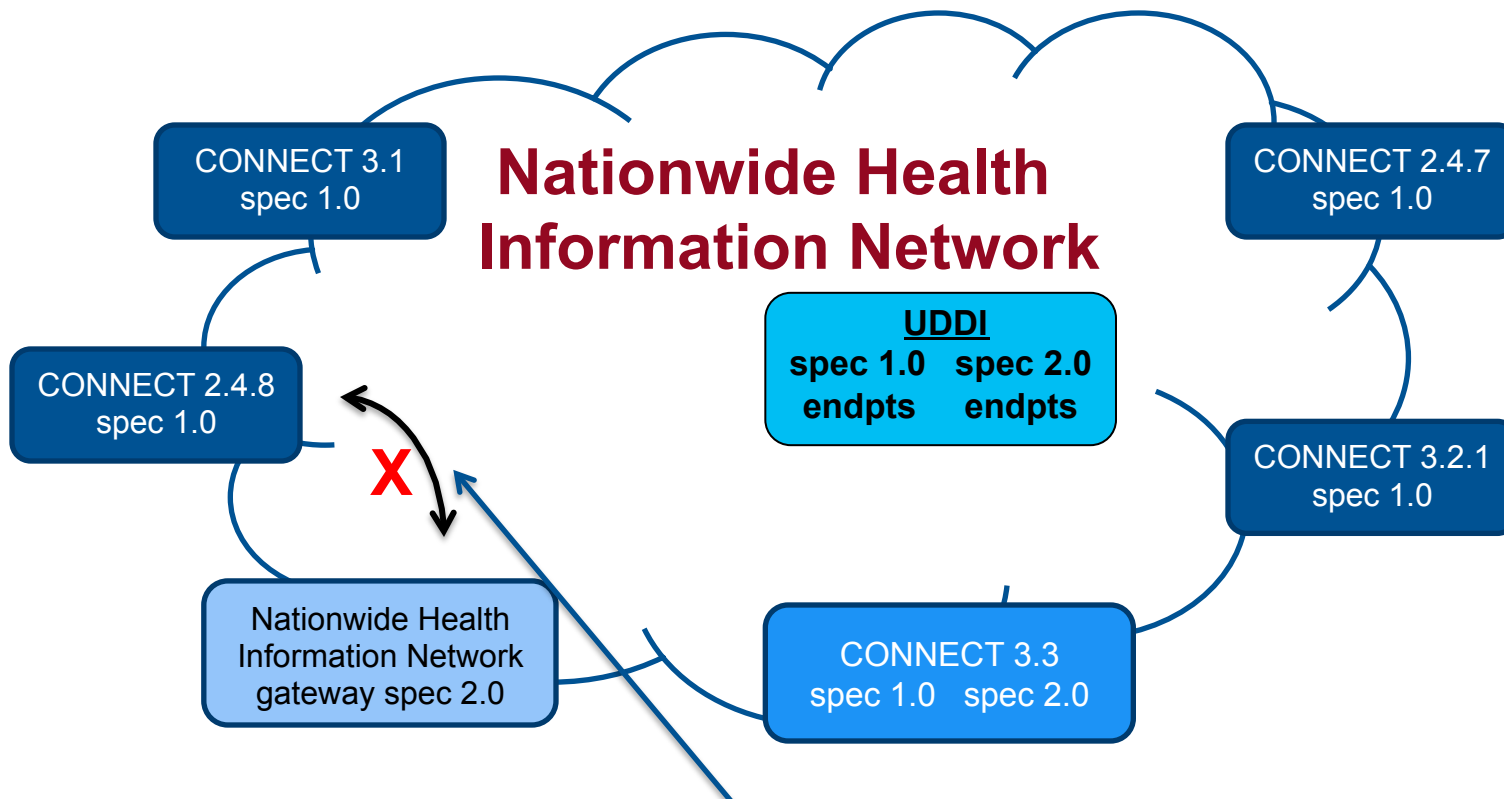 Nationwide Health
Information Network
CONNECT 3.1
spec 1.0
CONNECT 2.4.7
spec 1.0
UDDI
spec 1.0 spec 2.0
endpts endpts
CONNECT 2.4.8
spec 1.0
X
CONNECT 3.2.1
spec 1.0
Nationwide Health
Information Network
gateway spec 2.0
CONNECT 3.3
spec 1.0 spec 2.0